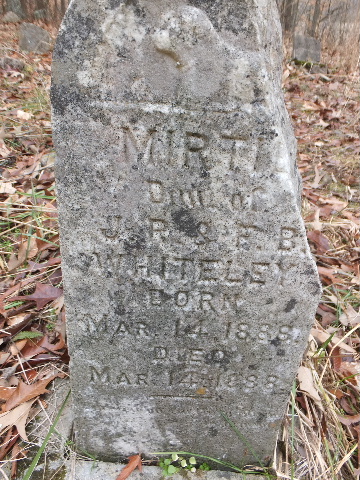 MIRTI
Dau. of
J. R. & F. B.
WHITELEY
BORN
MAR. 14. 1888
DIED
MAR. 14. 1888